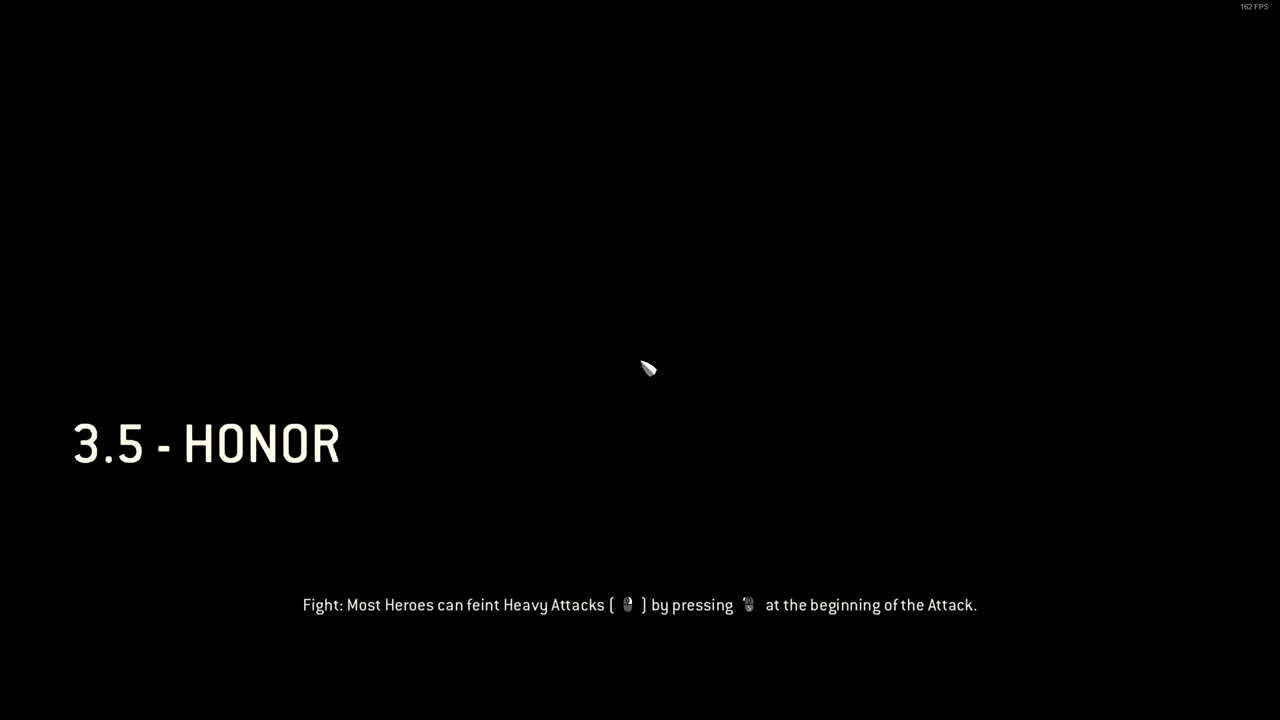 162 FPS
3.5 - HONOR
Fight: Most Heroes can feint Heavy Attacks ( ) by pressing at the beginning of the Attack.